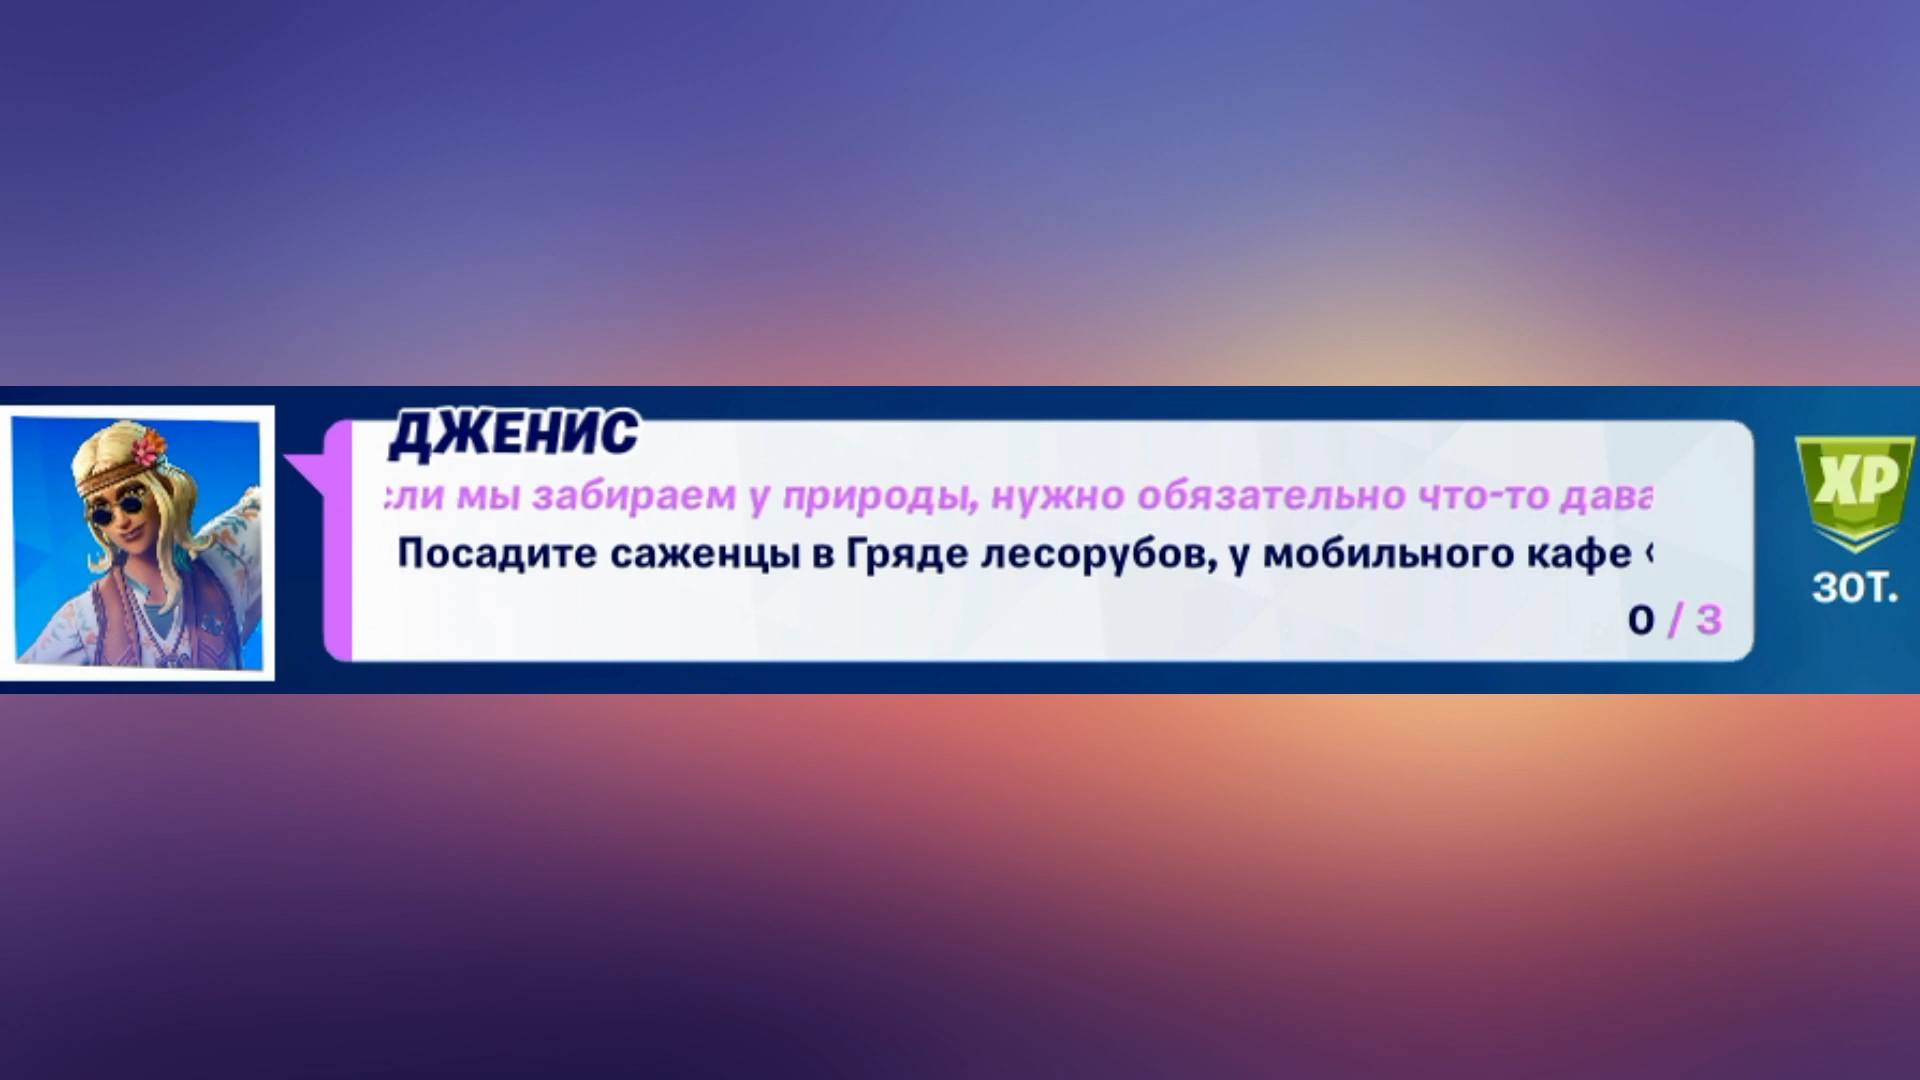 ДЖЕНИС
ли мы забираем у природы, нужно обязательно что-то дава
Посадите саженцы в Гряде лесорубов, у мобильного кафе
0 / 3
XP
30Т.